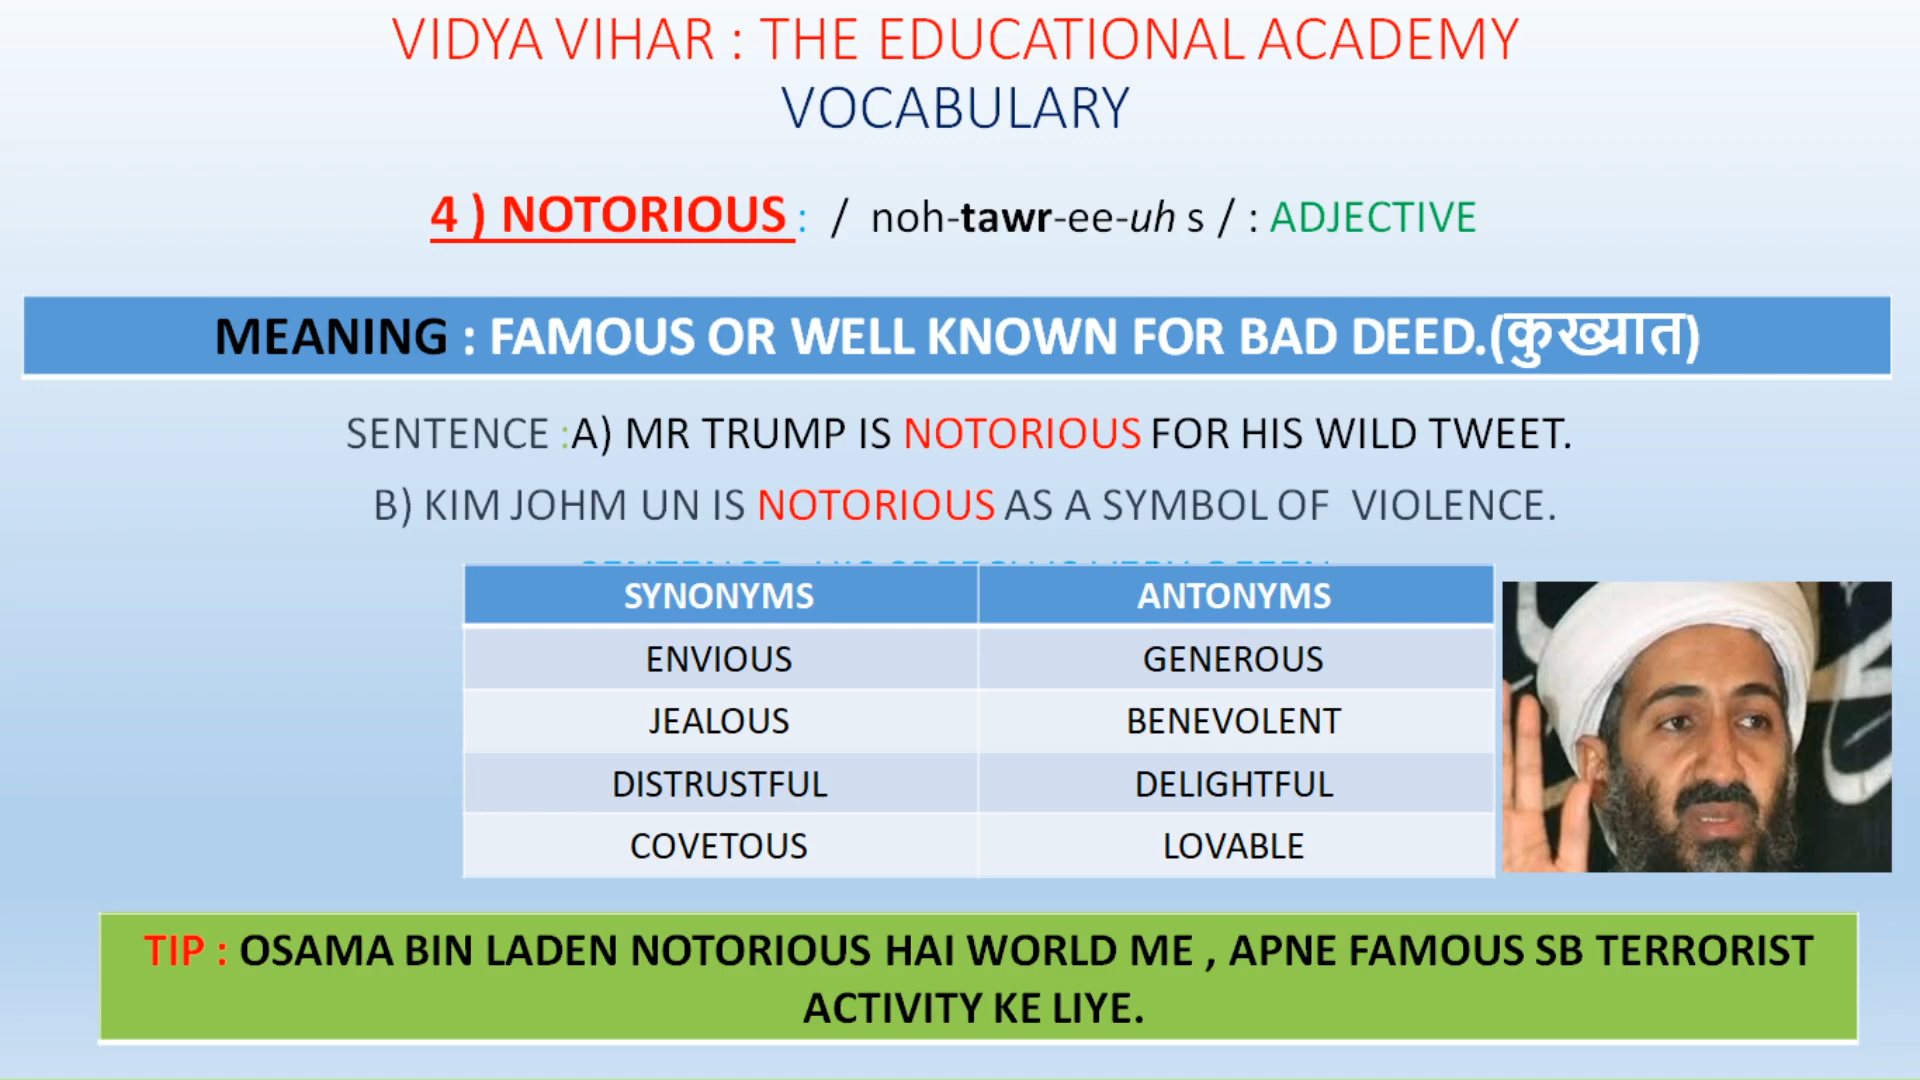 VIDYA VIHAR : THE EDUCATIONAL ACADEMY
VOCABULARY
4 ) NOTORIOUS : / noh-tawr-ee-uh s / : ADJECTIVE
MEANING : FAMOUS OR WELL KNOWN FOR BAD DEED.(कुख्यात)
SENTENCE :A) MR TRUMP IS NOTORIOUS FOR HIS WILD TWEET.
B) KIM JOHM UN IS NOTORIOUS AS A SYMBOL OF VIOLENCE.
SYNONYMS ANTONYMS
ENVIOUS GENEROUS
JEALOUS BENEVOLENT
DISTRUSTFUL DELIGHTFUL
COVETOUS LOVABLE
TIP : OSAMA BIN LADEN NOTORIOUS HAI WORLD ME , APNE FAMOUS SB TERRORIST
ACTIVITY KE LIYE.